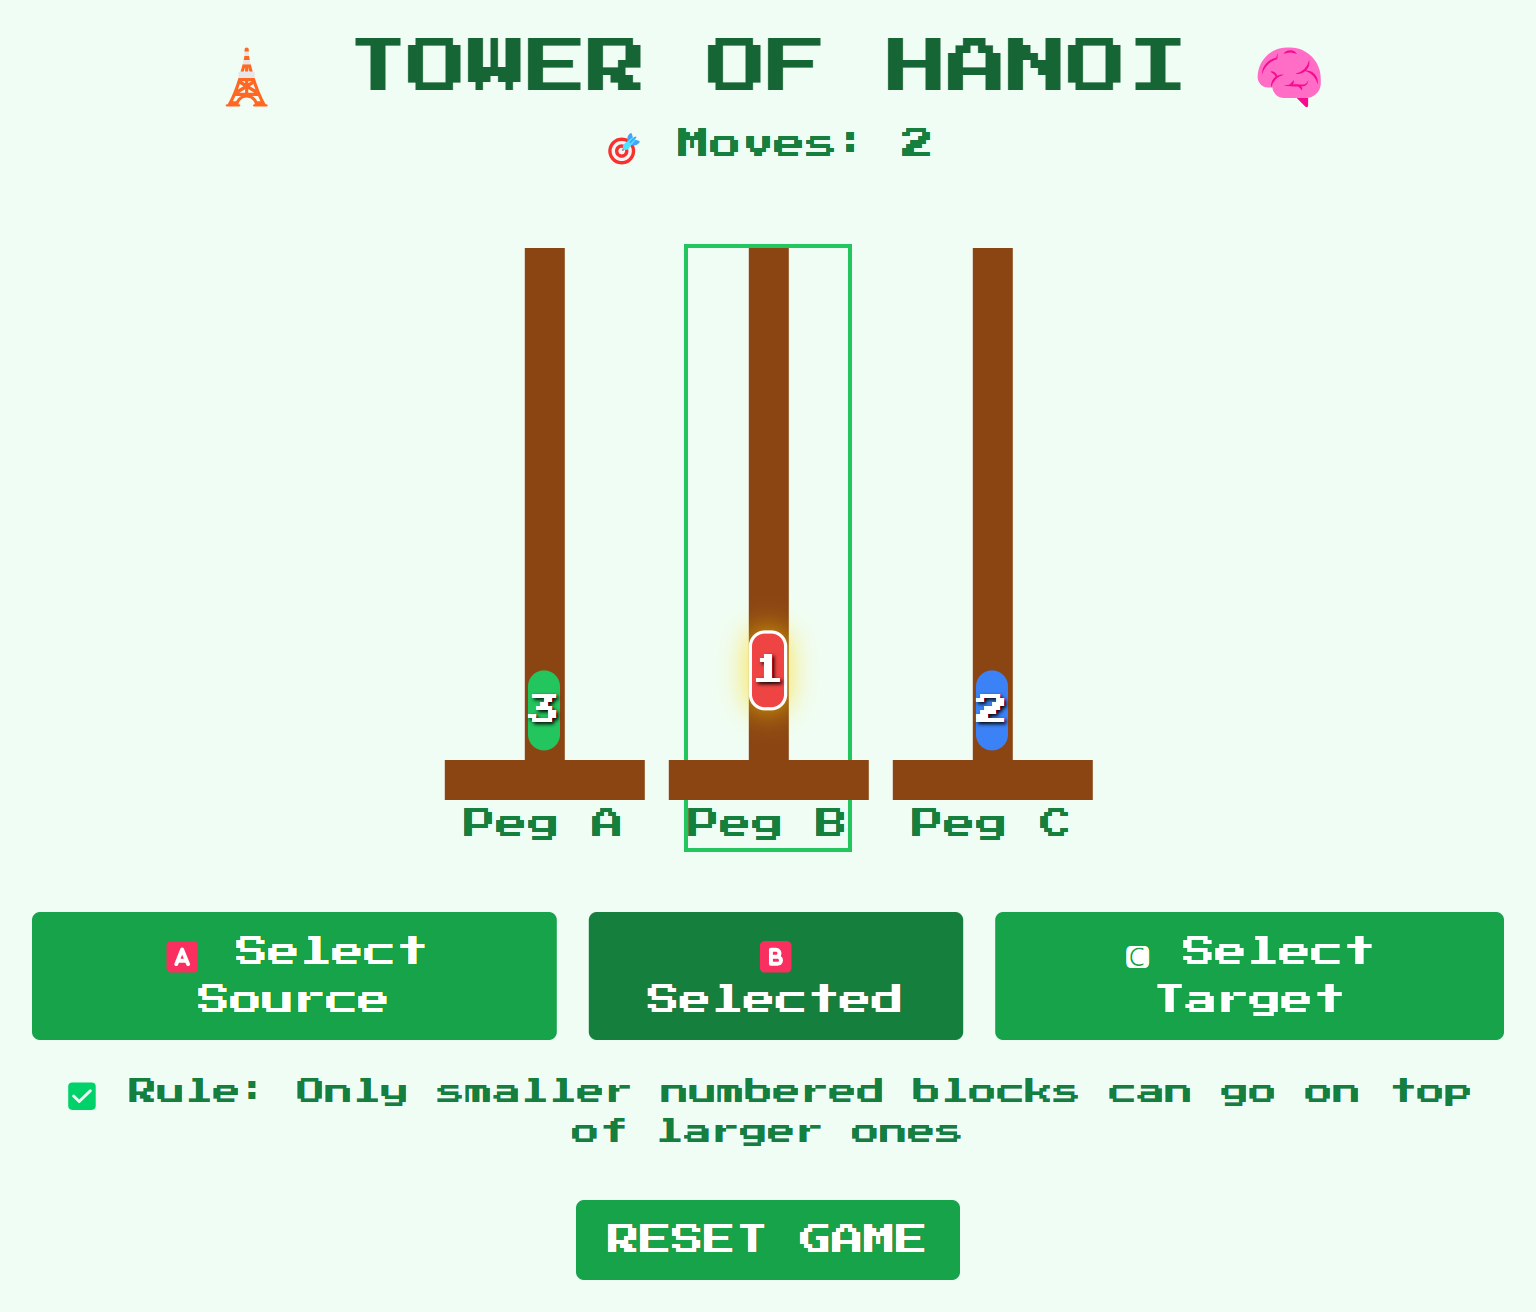 TOWER OF HANOI
Moves: 2
3
1
2
Peg A
Peg B
Peg C
A Select
Source
B
Selected
C Select
Target
Rule: Only smaller numbered blocks can go on top
of larger ones
RESET GAME